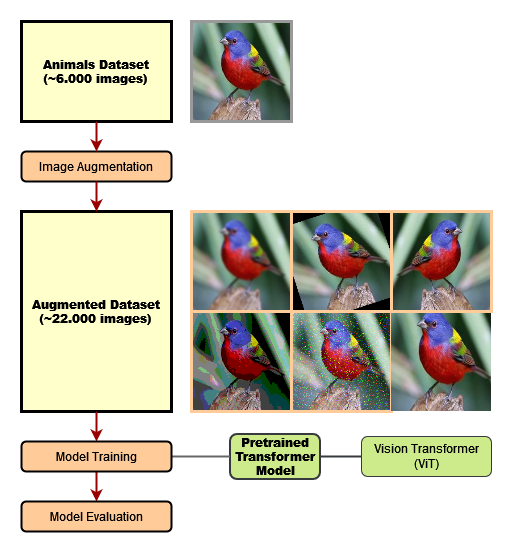 Animals Dataset
(~6.000 images)
Image Augmentation
Augmented Dataset
(~22.000 images)
Model Training
Pretrained
Transformer
Model
Vision Transformer
(ViT)
Model Evaluation